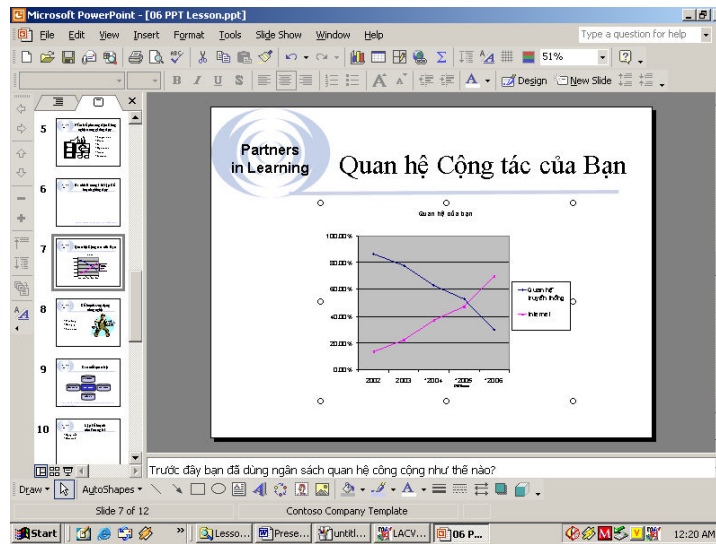 Microsoft PowerPoint - [06 PPT Lesson.ppt]
File Edit View Insert Format Tools Slide Show Window Help
Type a question for help
51%
Design New Slide
5
6
7
8
9
10
Partners
in Learning
Quan hệ Cộng tác của Bạn
Quan hệ của bạn
100.00%
80.00%
60.00%
40.00%
20.00%
0.00%
2002 2003 *2004 *2005 *2006
Quan hệ
truyền thống
Internet
Trước đây bạn đã dùng ngân sách quan hệ công cộng như thế nào?
Draw AutoShapes
Slide 7 of 12
Contoso Company Template
Start
Lesso...
Prese...
untitl...
LACV...
06 P...
12:20 AM